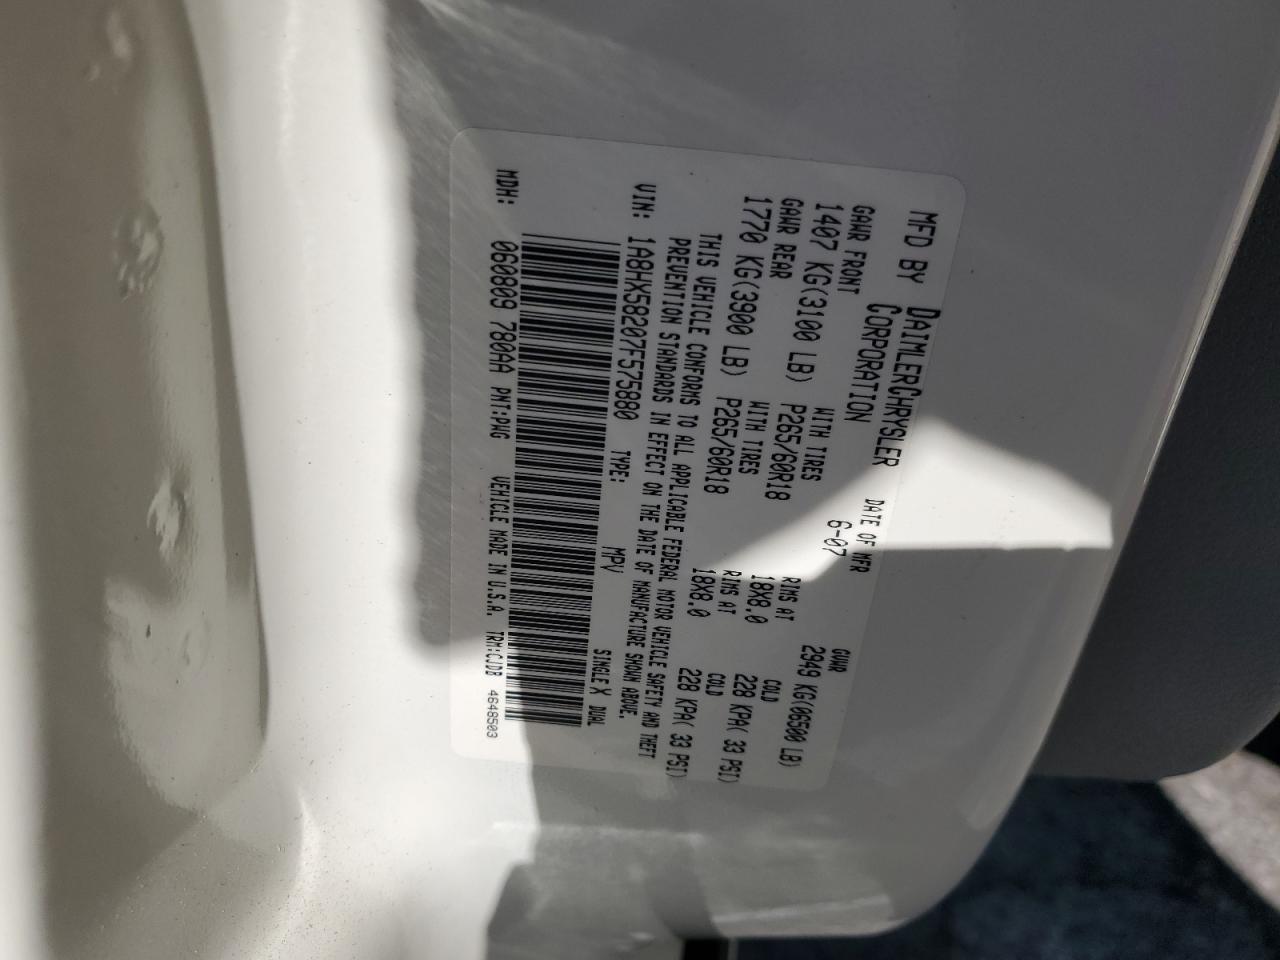 MFD BY DAIMLERCHRYSLER CORPORATION DATE OF MFR 6-07 GVWR 2949 KG(06500 LB)
GAWR FRONT WITH TIRES RIMS AT COLD
1407 KG(3100 LB) P265/60R18 18X8.0 228 KPA( 33 PSI)
GAWR REAR WITH TIRES RIMS AT COLD
1770 KG(3900 LB) P265/60R18 18X8.0 228 KPA( 33 PSI)
THIS VEHICLE CONFORMS TO ALL APPLICABLE FEDERAL MOTOR VEHICLE SAFETY AND THEFT
PREVENTION STANDARDS IN EFFECT ON THE DATE OF MANUFACTURE SHOWN ABOVE.
VIN: 1A8HX58207F575880 TYPE: MPV SINGLE X DUAL
MDH: 060809 780AA PNT:PWG VEHICLE MADE IN U.S.A. TRM:CJDB 4648503